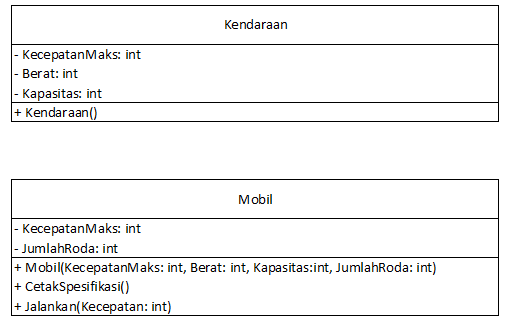 Kendaraan
- KecepatanMaks: int
- Berat: int
- Kapasitas: int
+ Kendaraan()
Mobil
- KecepatanMaks: int
- JumlahRoda: int
+ Mobil(KecepatanMaks: int, Berat: int, Kapasitas:int, JumlahRoda: int)
+ CetakSpesifikasi()
+ Jalankan(Kecepatan: int)